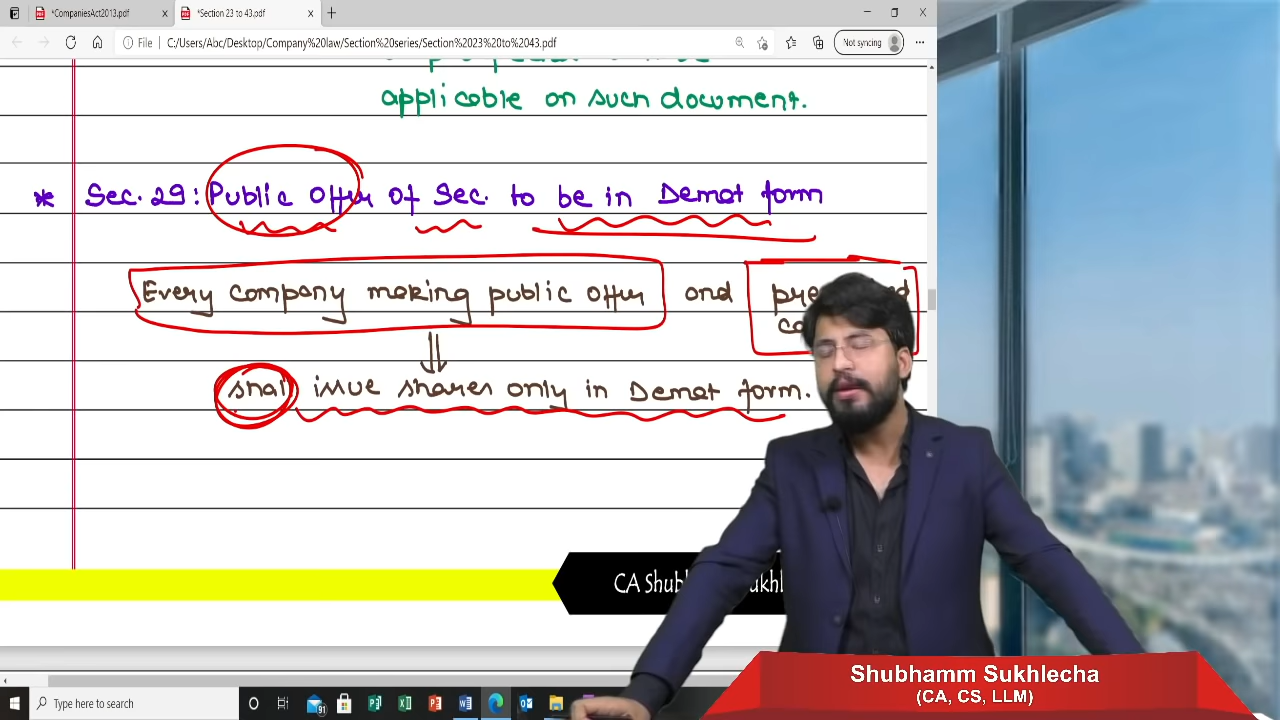 *CompaniesAct2013.pdf
*Section 23 to 43.pdf
File C:/Users/Abc/Desktop/Company%20law/Section%20series/Section%2023%20to%2043.pdf Not syncing
applicable on such document.
* Sec. 29: Public Offer of Sec. to be in Demat form
Every company making public offer and
shall issue shares only in Demat form.
CA
Shubhamm Sukhlecha
(CA, CS, LLM)
Type here to search
91